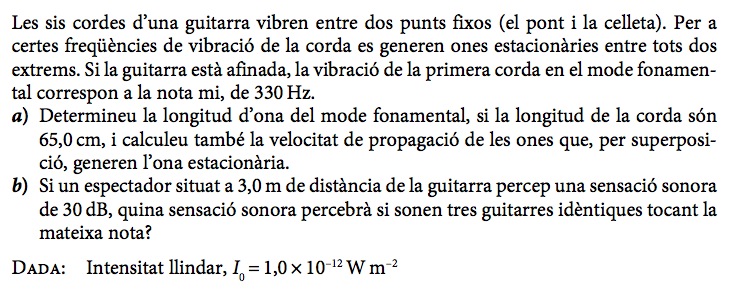 Les sis cordes d’una guitarra vibren entre dos punts fixos (el pont i la celleta). Per a
certes freqüències de vibració de la corda es generen ones estacionàries entre tots dos
extrems. Si la guitarra està afinada, la vibració de la primera corda en el mode fonamen-
tal correspon a la nota mi, de 330 Hz.
a) Determineu la longitud d’ona del mode fonamental, si la longitud de la corda són
65,0 cm, i calculeu també la velocitat de propagació de les ones que, per superposi-
ció, generen l’ona estacionària.
b) Si un espectador situat a 3,0 m de distància de la guitarra percep una sensació sonora
de 30 dB, quina sensació sonora percebrà si sonen tres guitarres idèntiques tocant la
mateixa nota?
DADA: Intensitat llindar, I₀ = 1,0 × 10⁻¹² W m⁻²